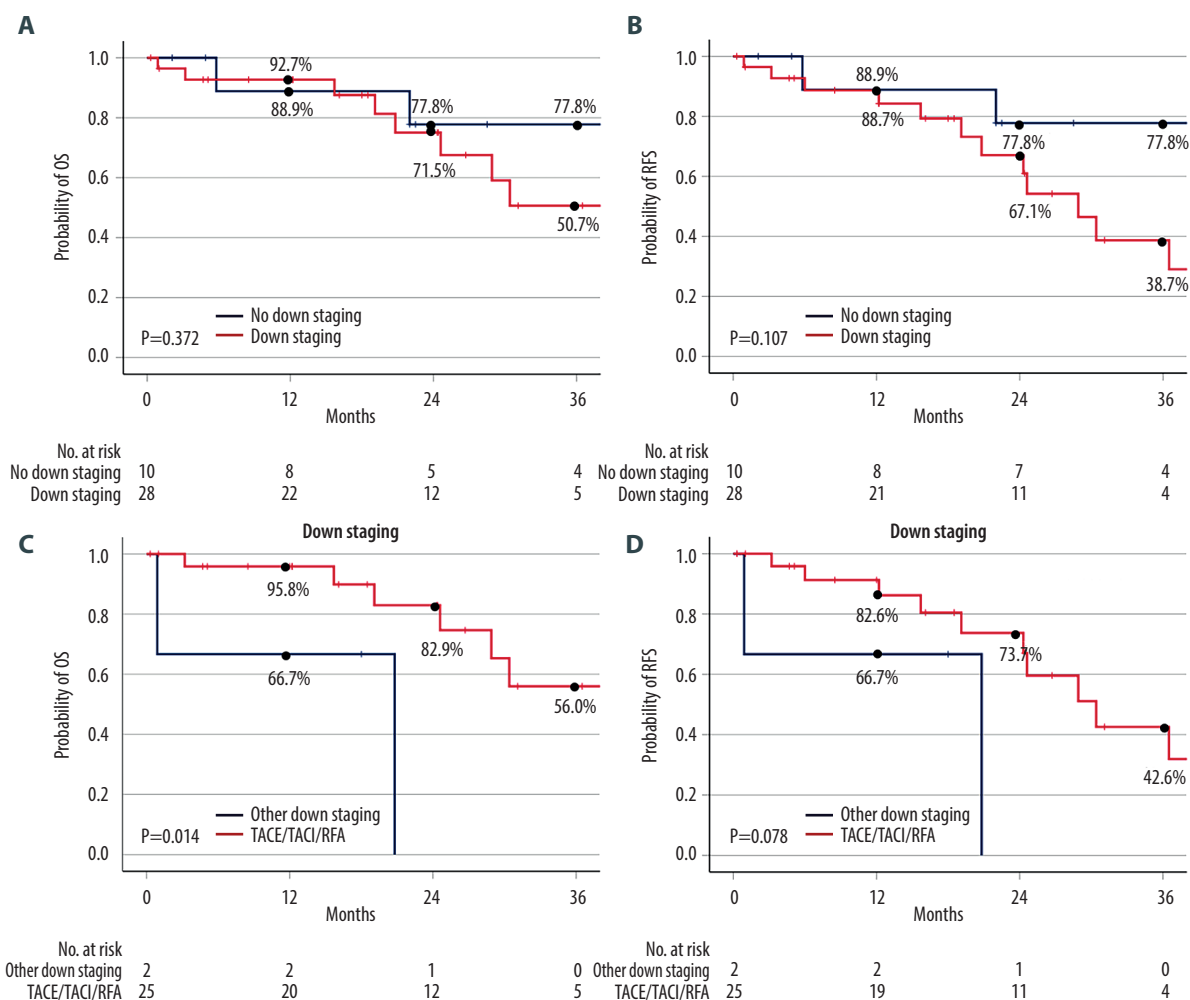 A
Probability of OS
1.0
0.8
0.6
0.4
0.2
0.0
92.7%
88.9%
77.8%
77.8%
71.5%
50.7%
No down staging
P=0.372
Down staging
0 12 24 36
Months
No. at risk
No down staging 10 8 5 4
Down staging 28 22 12 5
B
Probability of RFS
1.0
0.8
0.6
0.4
0.2
0.0
88.9%
88.7%
77.8%
77.8%
67.1%
38.7%
No down staging
P=0.107
Down staging
0 12 24 36
Months
No. at risk
No down staging 10 8 7 4
Down staging 28 21 11 4
C
Down staging
Probability of OS
1.0
0.8
0.6
0.4
0.2
0.0
95.8%
82.9%
66.7%
56.0%
Other down staging
P=0.014
TACE/TACI/RFA
0 12 24 36
Months
No. at risk
Other down staging 2 2 1 0
TACE/TACI/RFA 25 20 12 5
D
Down staging
Probability of RFS
1.0
0.8
0.6
0.4
0.2
0.0
82.6%
73.7%
66.7%
42.6%
Other down staging
P=0.078
TACE/TACI/RFA
0 12 24 36
Months
No. at risk
Other down staging 2 2 1 0
TACE/TACI/RFA 25 19 11 4